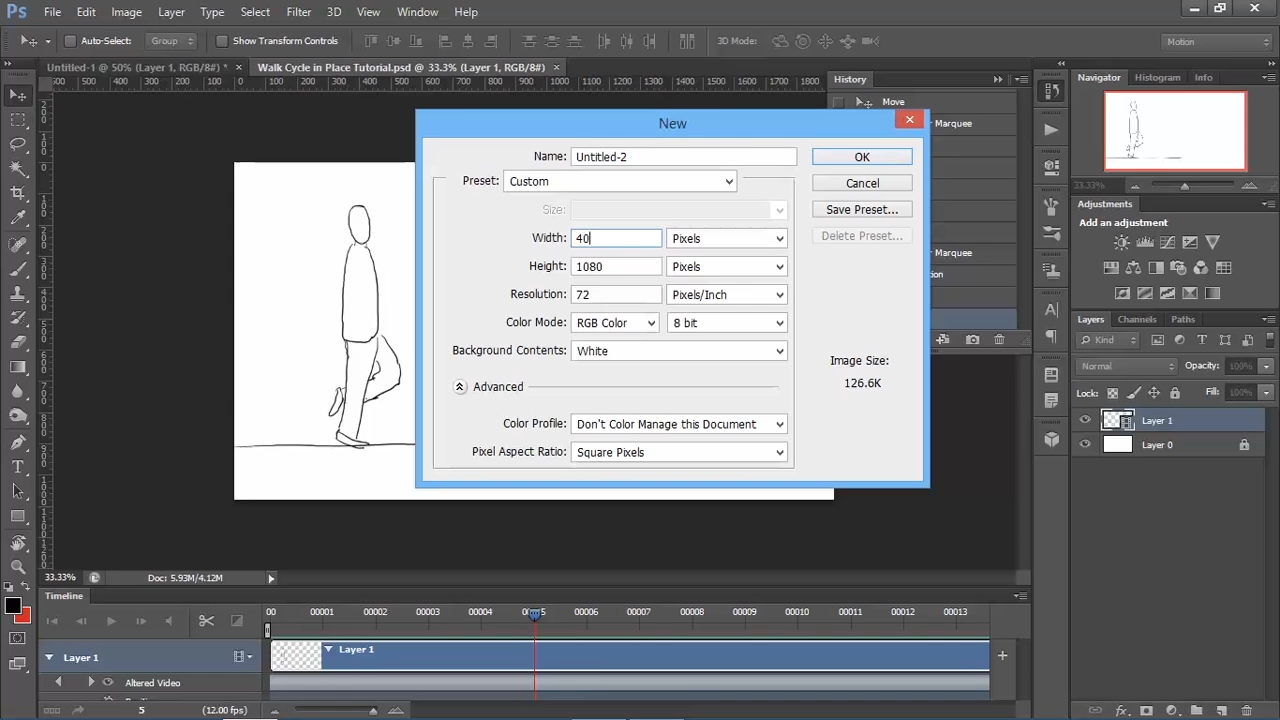 Ps File Edit Image Layer Type Select Filter 3D View Window Help
Auto-Select: Group Show Transform Controls 3D Mode: Motion
Untitled-1 @ 50% (Layer 1, RGB/8#) * × Walk Cycle in Place Tutorial.psd @ 33.3% (Layer 1, RGB/8#) ×
New
Name: Untitled-2
Preset: Custom
Size:
Width: 40 Pixels
Height: 1080 Pixels
Resolution: 72 Pixels/Inch
Color Mode: RGB Color 8 bit
Background Contents: White
Advanced
Color Profile: Don't Color Manage this Document
Pixel Aspect Ratio: Square Pixels
OK
Cancel
Save Preset...
Delete Preset...
Image Size:
126.6K
History
Move
Marquee
Marquee
Navigator Histogram Info
33.33%
Adjustments
Add an adjustment
Layers Channels Paths
Kind
Normal Opacity: 100%
Lock: Fill: 100%
Layer 1
Layer 0
33.33% Doc: 5.93M/4.12M
Timeline
00 00001 00002 00003 00004 00005 00006 00007 00008 00009 00010 00011 00012 00013
Layer 1 Layer 1
Altered Video
5 (12.00 fps)